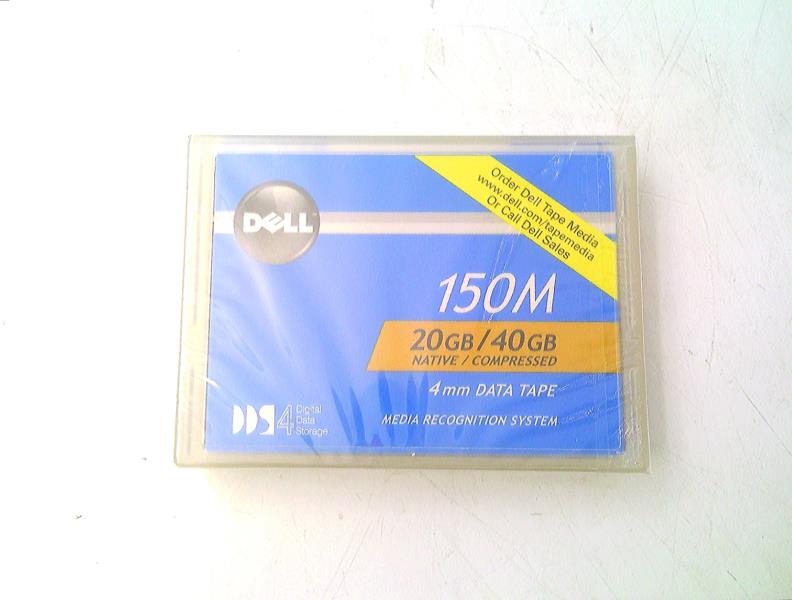 Order Dell Tape Media
www.dell.com/tapemedia
Or Call Dell Sales
DELL™
150M
20GB/40GB
NATIVE / COMPRESSED
4mm DATA TAPE
MEDIA RECOGNITION SYSTEM
DDS4
Digital
Data
Storage